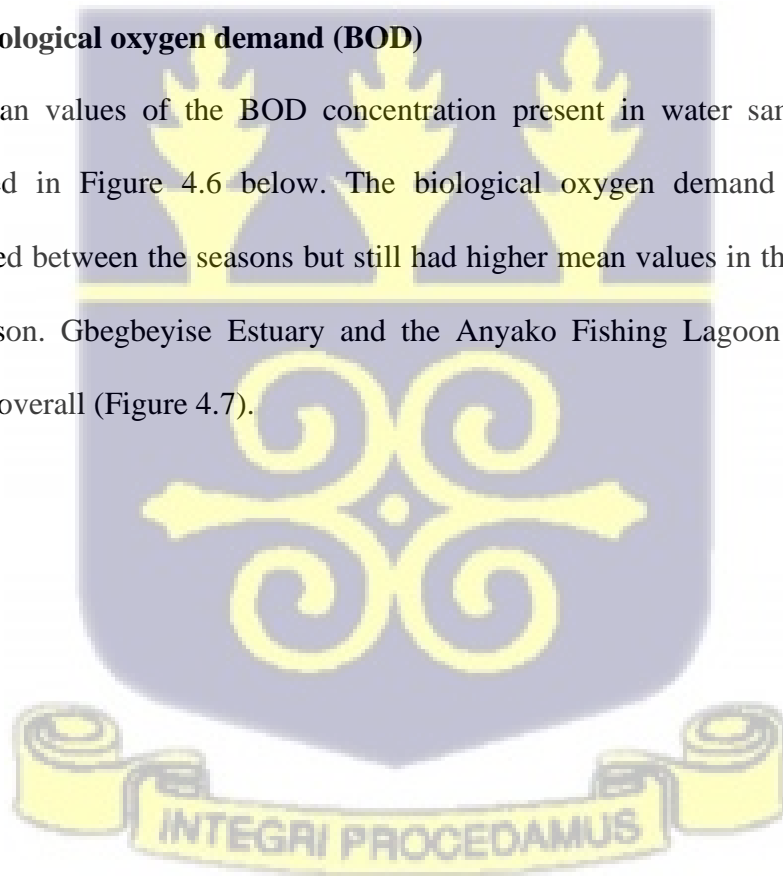 ological oxygen demand (BOD)
an values of the BOD concentration present in water sar
ed in Figure 4.6 below. The biological oxygen demand
ed between the seasons but still had higher mean values in th
son. Gbegbeyise Estuary and the Anyako Fishing Lagoon
overall (Figure 4.7).
INTEGRI PROCEDAMUS